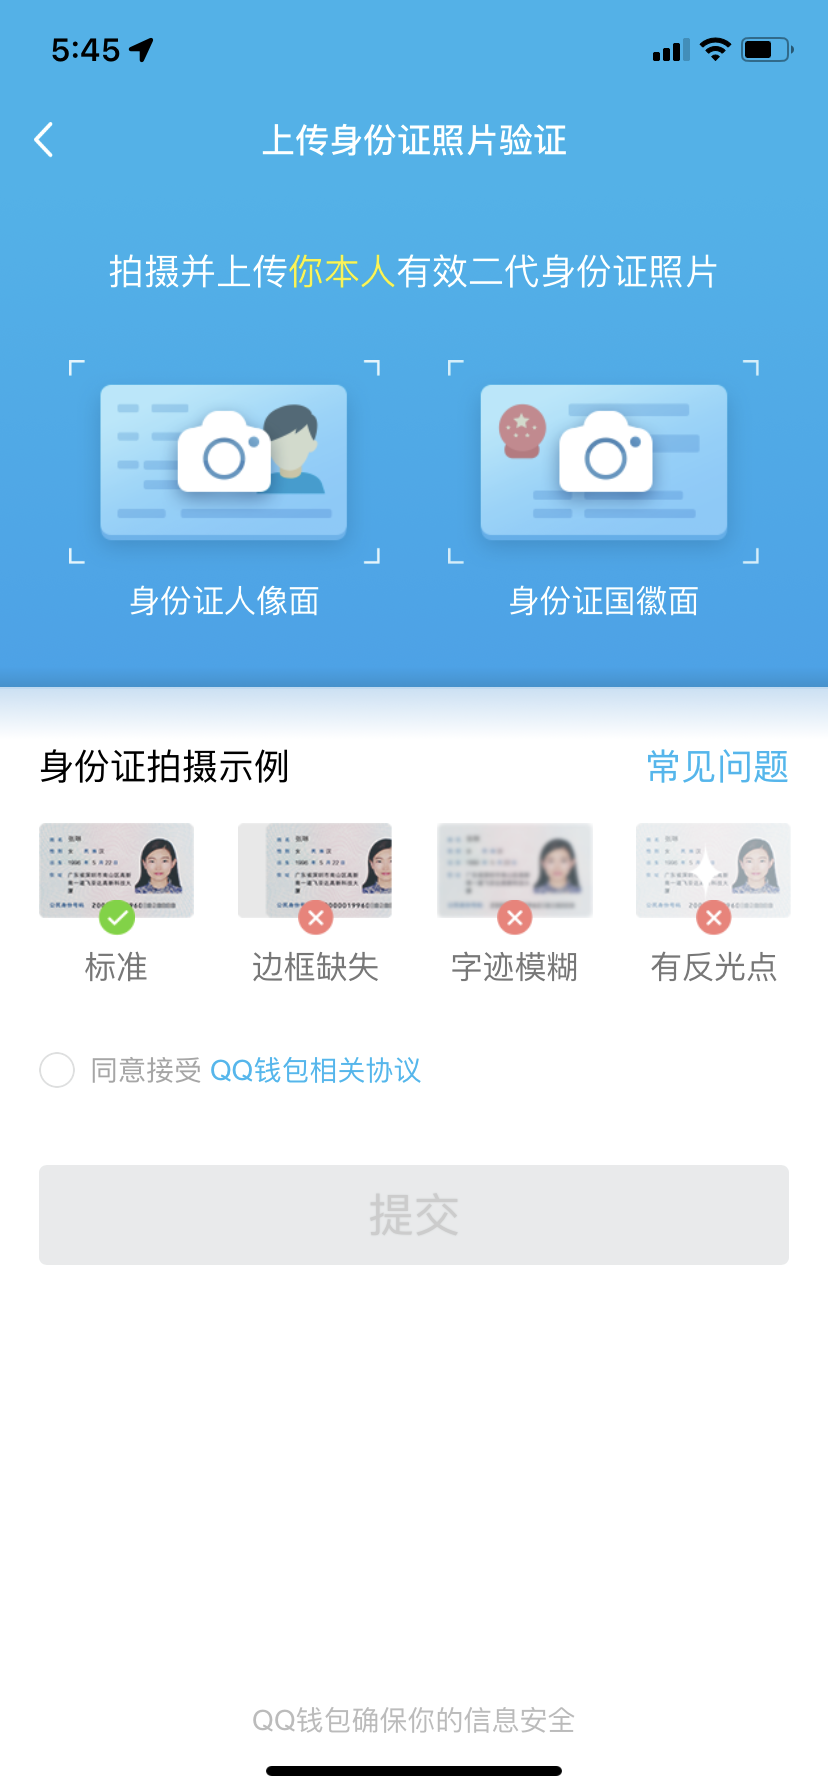 5:45
上传身份证照片验证
拍摄并上传你本人有效二代身份证照片
身份证人像面
身份证国徽面
身份证拍摄示例
常见问题
标准
边框缺失
字迹模糊
有反光点
同意接受 QQ钱包相关协议
提交
QQ钱包确保你的信息安全